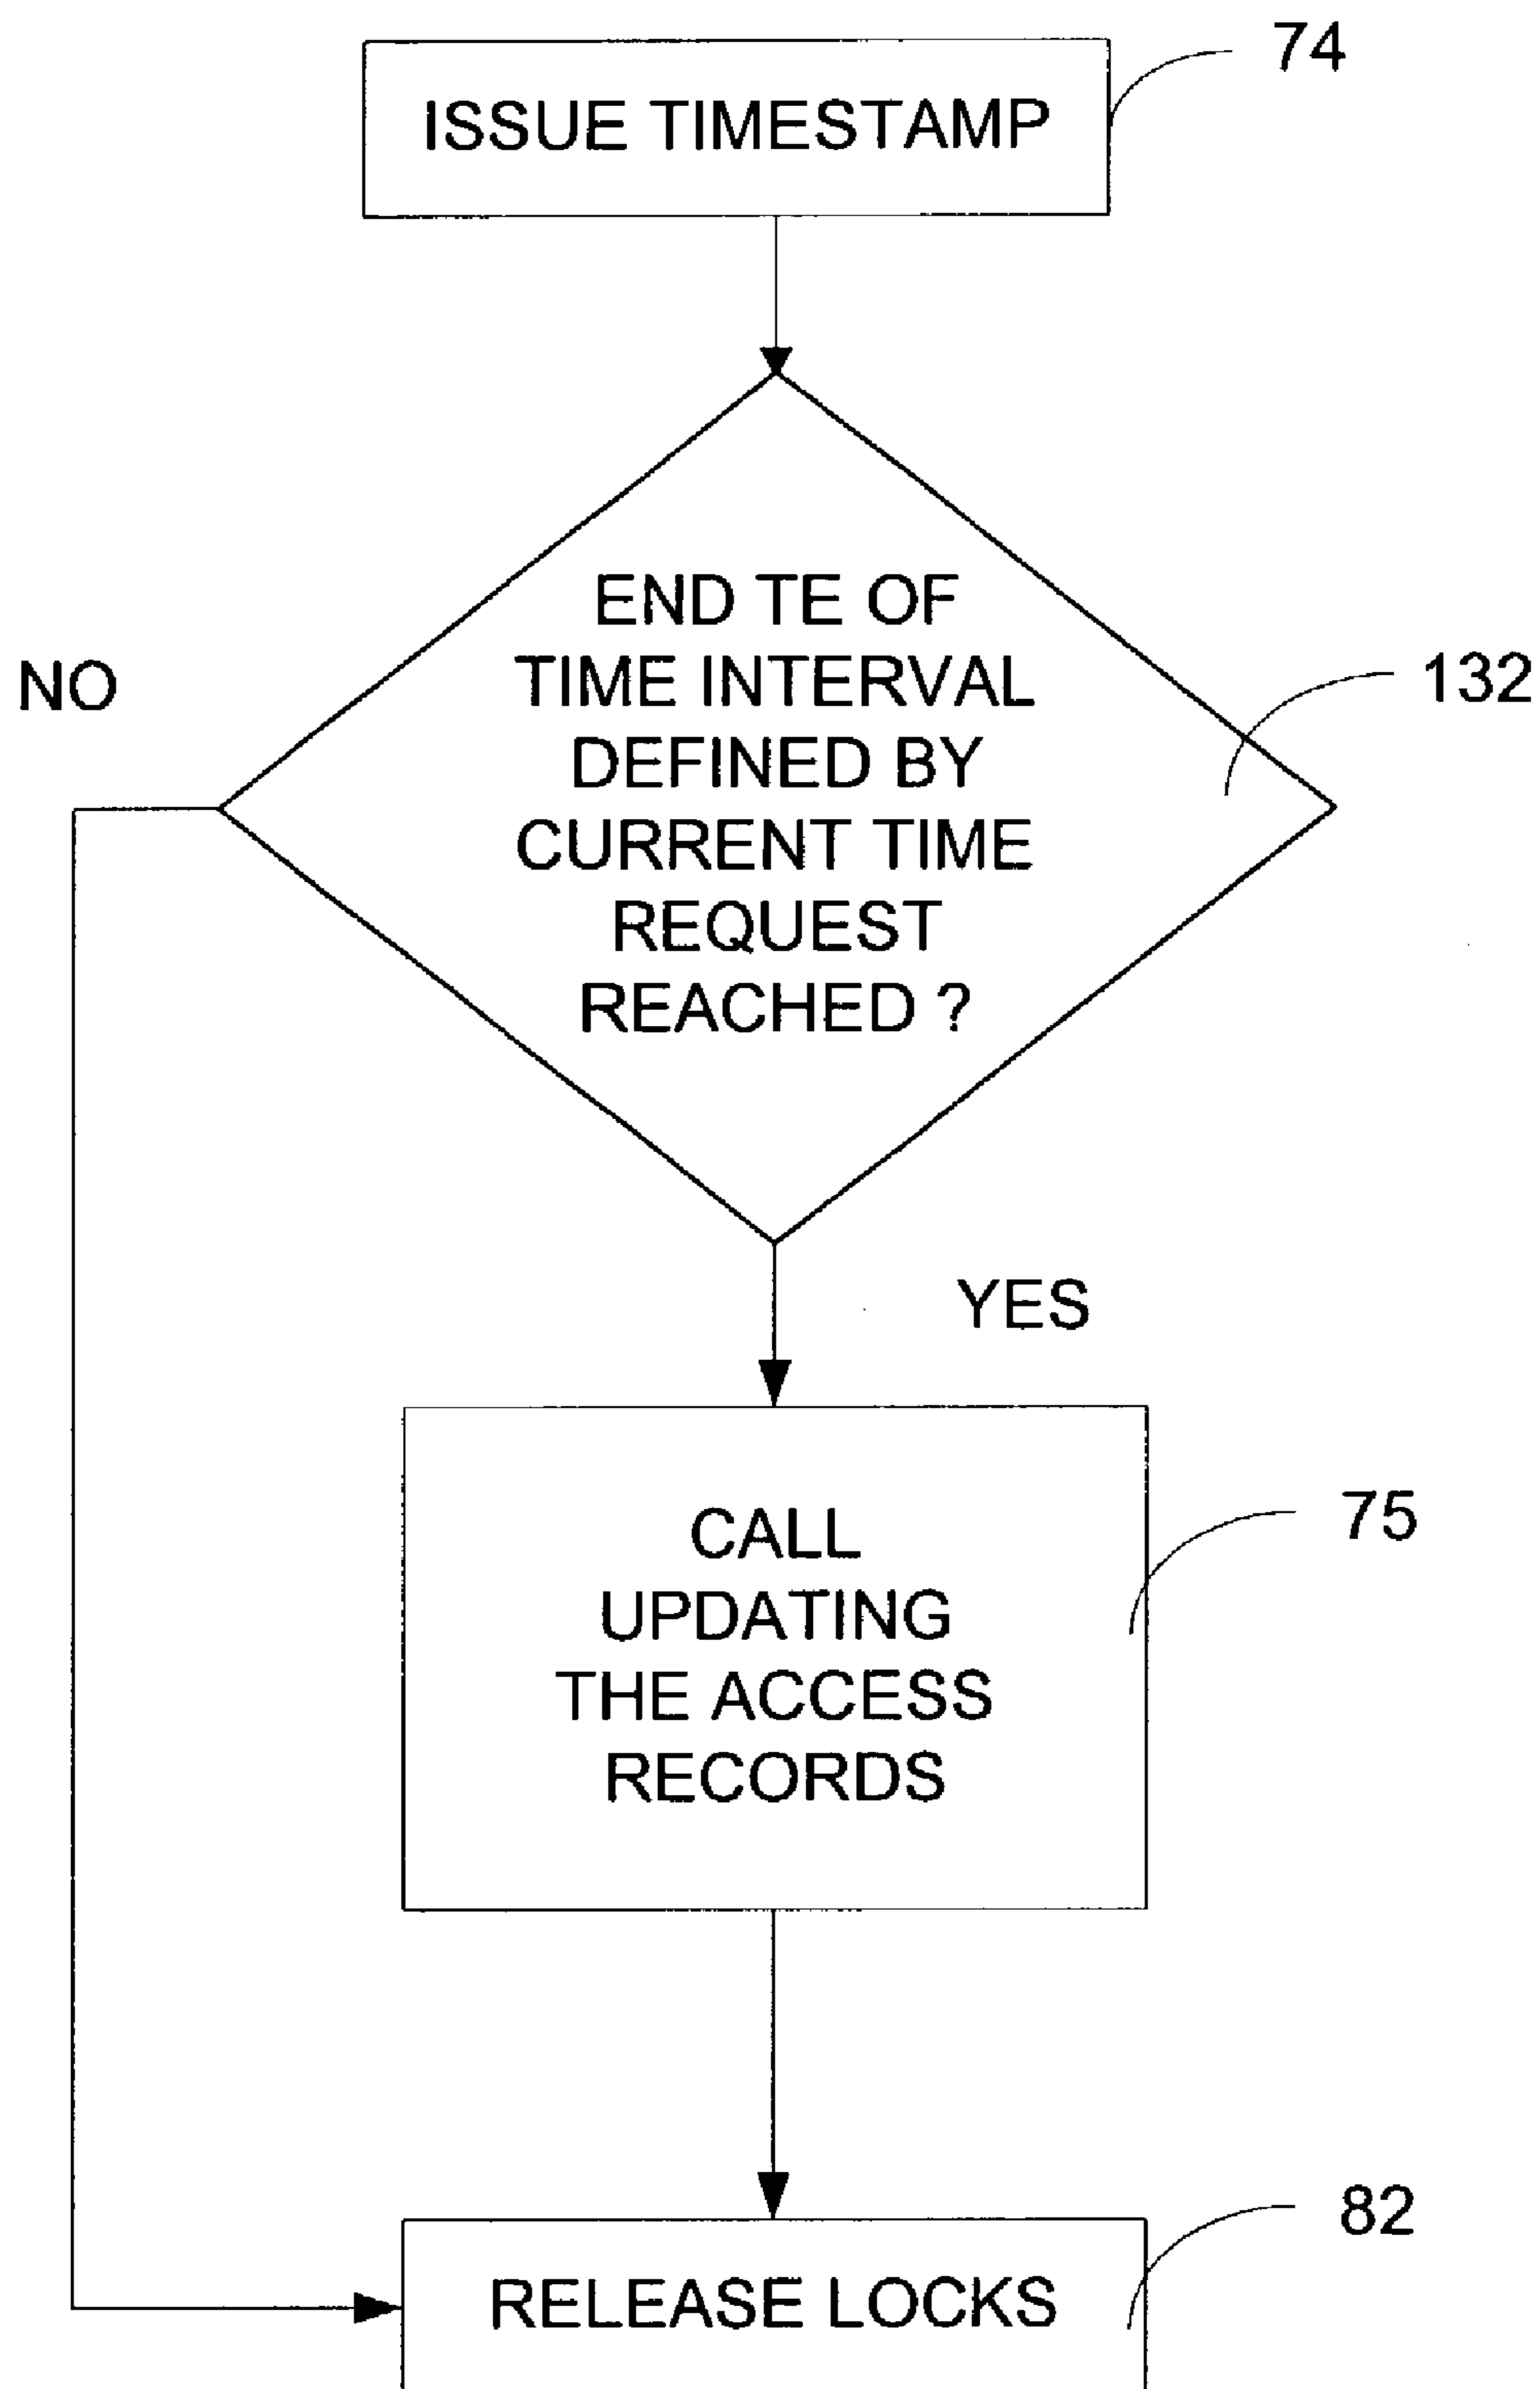 74
ISSUE TIMESTAMP
END TE OF
TIME INTERVAL
DEFINED BY
CURRENT TIME
REQUEST
REACHED ?
NO
132
YES
CALL
UPDATING
THE ACCESS
RECORDS
75
82
RELEASE LOCKS